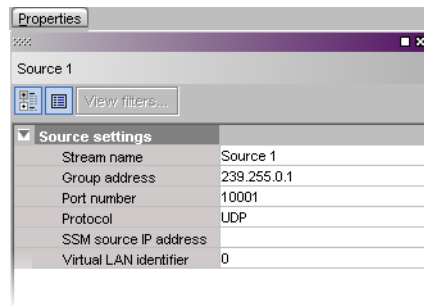 Properties
Source 1
View filters...
Source settings
Stream name Source 1
Group address 239.255.0.1
Port number 10001
Protocol UDP
SSM source IP address
Virtual LAN identifier 0